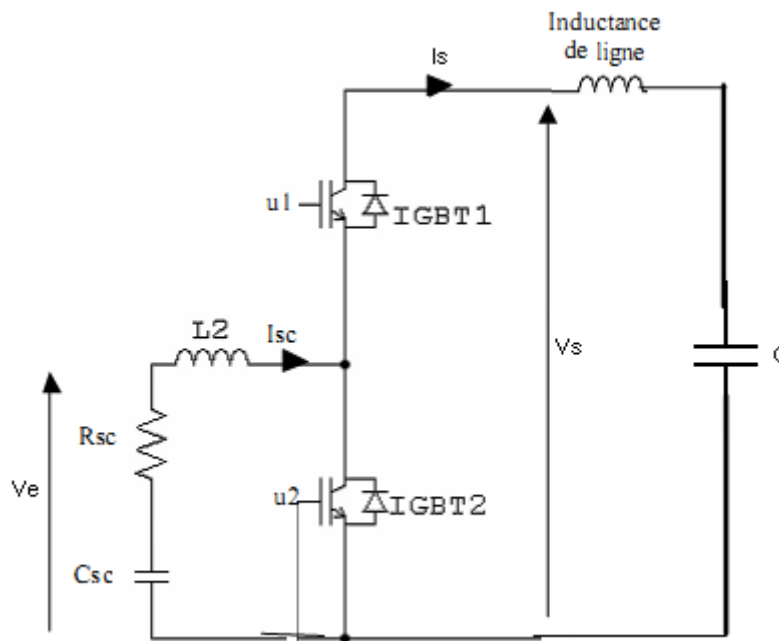 Inductance
de ligne
Is
u1
IGBT1
L2
Isc
Vs
Rsc
Ve
u2
IGBT2
Csc